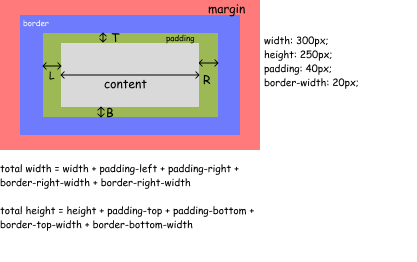 margin
border
T
padding
width: 300px;
height: 250px;
padding: 40px;
border-width: 20px;
L
content
R
B
total width = width + padding-left + padding-right +
border-right-width + border-right-width
total height = height + padding-top + padding-bottom +
border-top-width + border-bottom-width